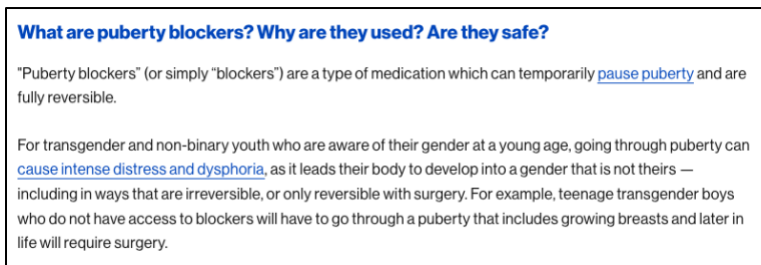 What are puberty blockers? Why are they used? Are they safe?
"Puberty blockers" (or simply “blockers”) are a type of medication which can temporarily pause puberty and are
fully reversible.
For transgender and non-binary youth who are aware of their gender at a young age, going through puberty can
cause intense distress and dysphoria, as it leads their body to develop into a gender that is not theirs —
including in ways that are irreversible, or only reversible with surgery. For example, teenage transgender boys
who do not have access to blockers will have to go through a puberty that includes growing breasts and later in
life will require surgery.